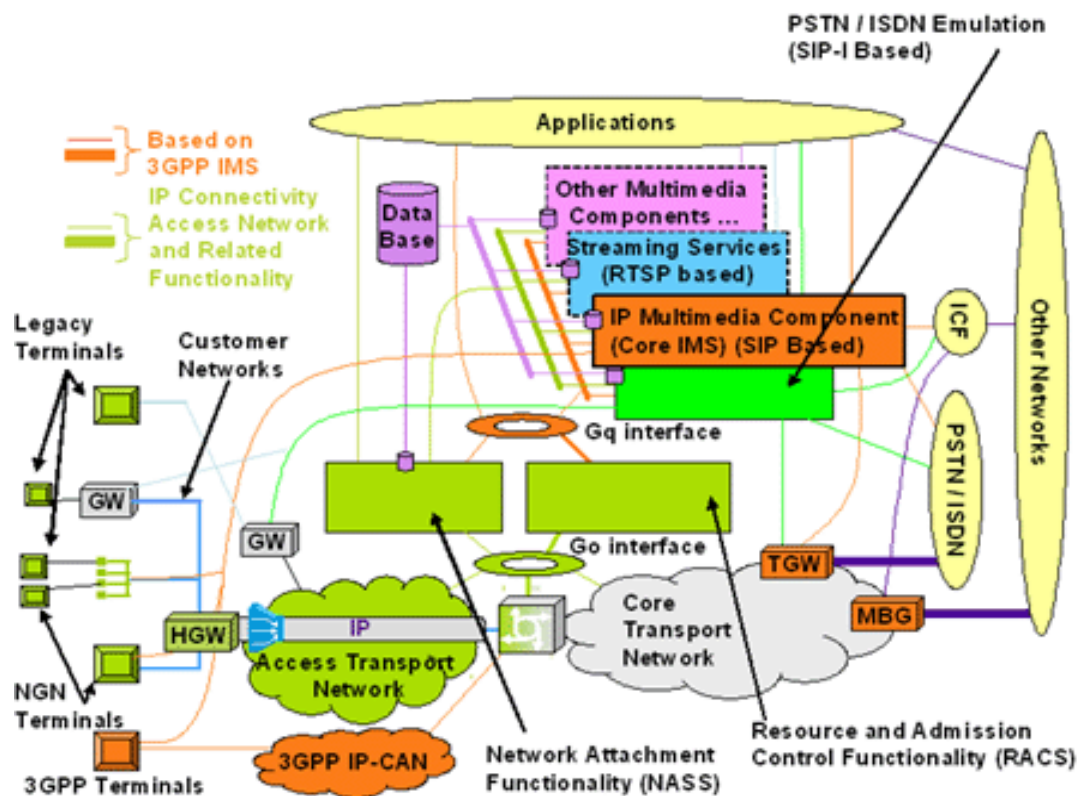 PSTN / ISDN Emulation
(SIP-I Based)
Applications
Based on
3GPP IMS
IP Connectivity
Access Network
and Related
Functionality
Data
Base
Other Multimedia
Components ...
Streaming Services
(RTSP based)
IP Multimedia Component
(Core IMS) (SIP Based)
ICF
Other Networks
Legacy
Terminals
Customer
Networks
Gq interface
PSTN / ISDN
GW
GW
Go interface
TGW
HGW
IP
Access Transport
Network
Core
Transport
Network
MBG
NGN
Terminals
3GPP IP-CAN
3GPP Terminals
Network Attachment
Functionality (NASS)
Resource and Admission
Control Functionality (RACS)